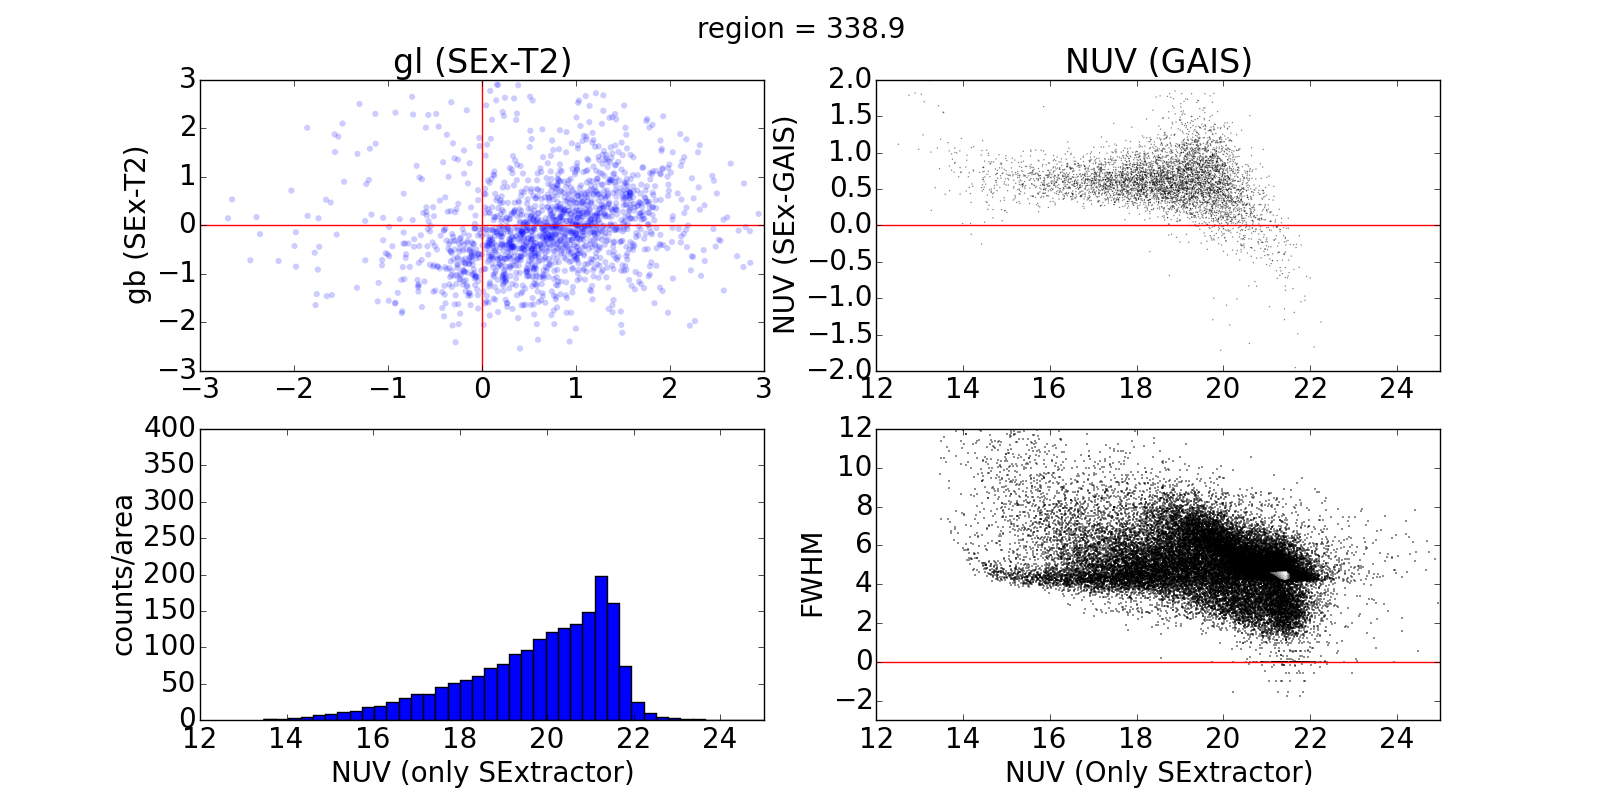 region = 338.9
gl (SEx-T2)
NUV (GAIS)
3
2
1
0
−1
−2
−3
gb (SEx-T2)
−3 −2 −1 0 1 2 3
2.0
1.5
1.0
0.5
0.0
−0.5
−1.0
−1.5
−2.0
NUV (SEx-GAIS)
12 14 16 18 20 22 24
400
350
300
250
200
150
100
50
0
counts/area
12 14 16 18 20 22 24
NUV (only SExtractor)
12
10
8
6
4
2
0
−2
FWHM
12 14 16 18 20 22 24
NUV (Only SExtractor)